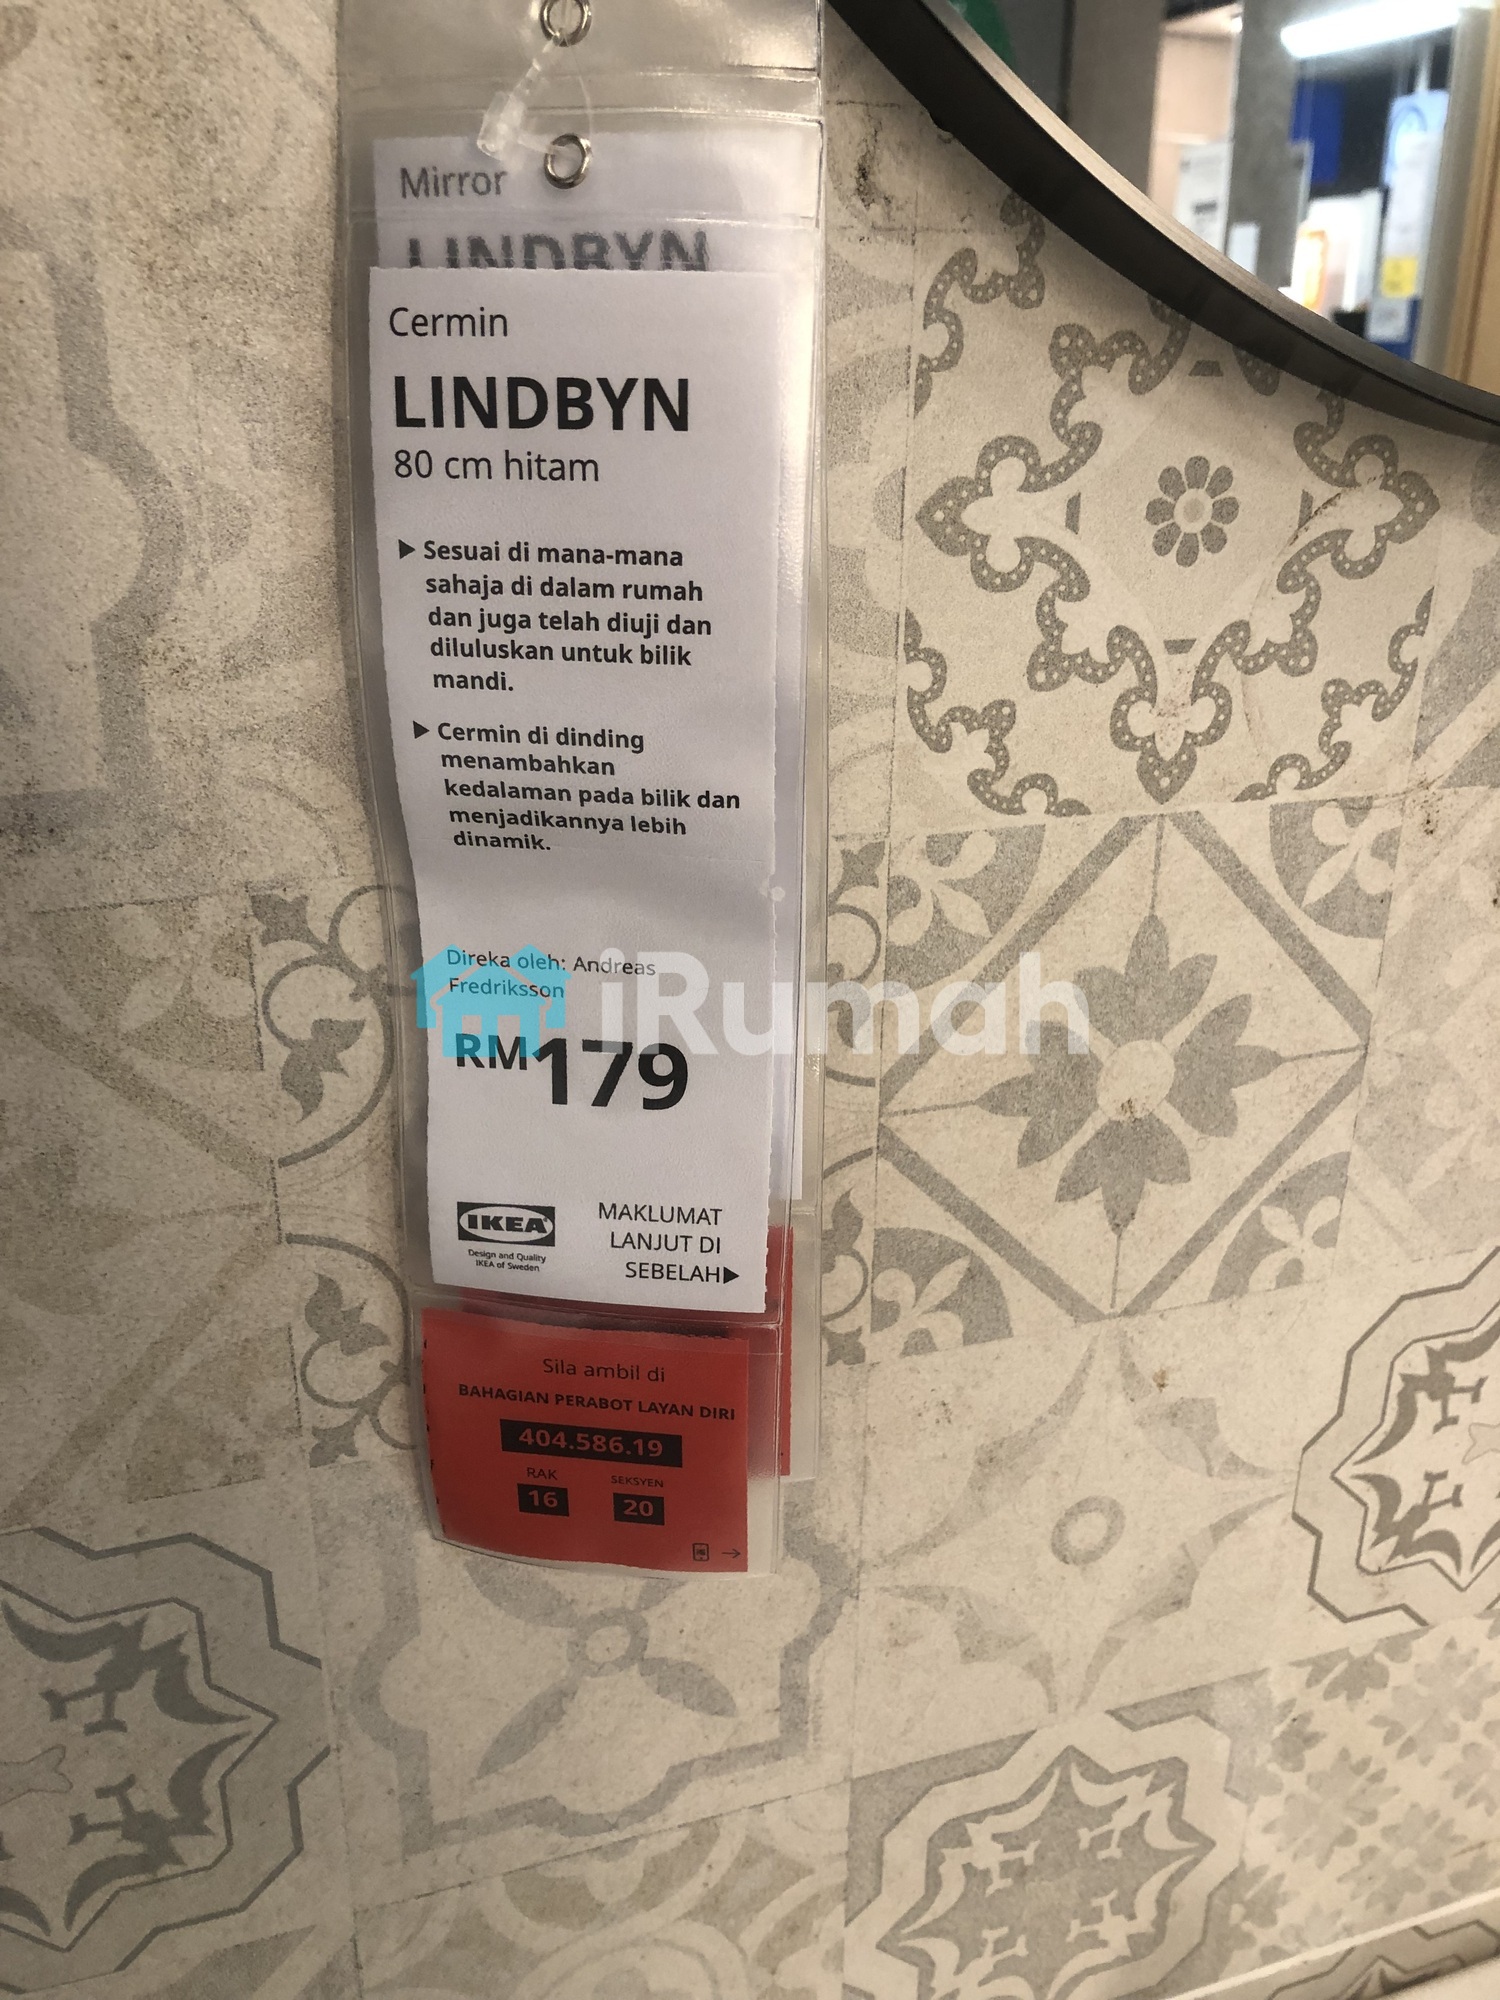 Mirror
LINDBYN
Cermin
LINDBYN
80 cm hitam
▶ Sesuai di mana-mana
sahaja di dalam rumah
dan juga telah diuji dan
diluluskan untuk bilik
mandi.
▶ Cermin di dinding
menambahkan
kedalaman pada bilik dan
menjadikannya lebih
dinamik.
Direka oleh: Andreas
Fredriksson
iRumah
RM179
IKEA
Design and Quality
IKEA of Sweden
MAKLUMAT
LANJUT DI
SEBELAH▶
Sila ambil di
BAHAGIAN PERABOT LAYAN DIRI
404.586.19
RAK SEKSYEN
16 20